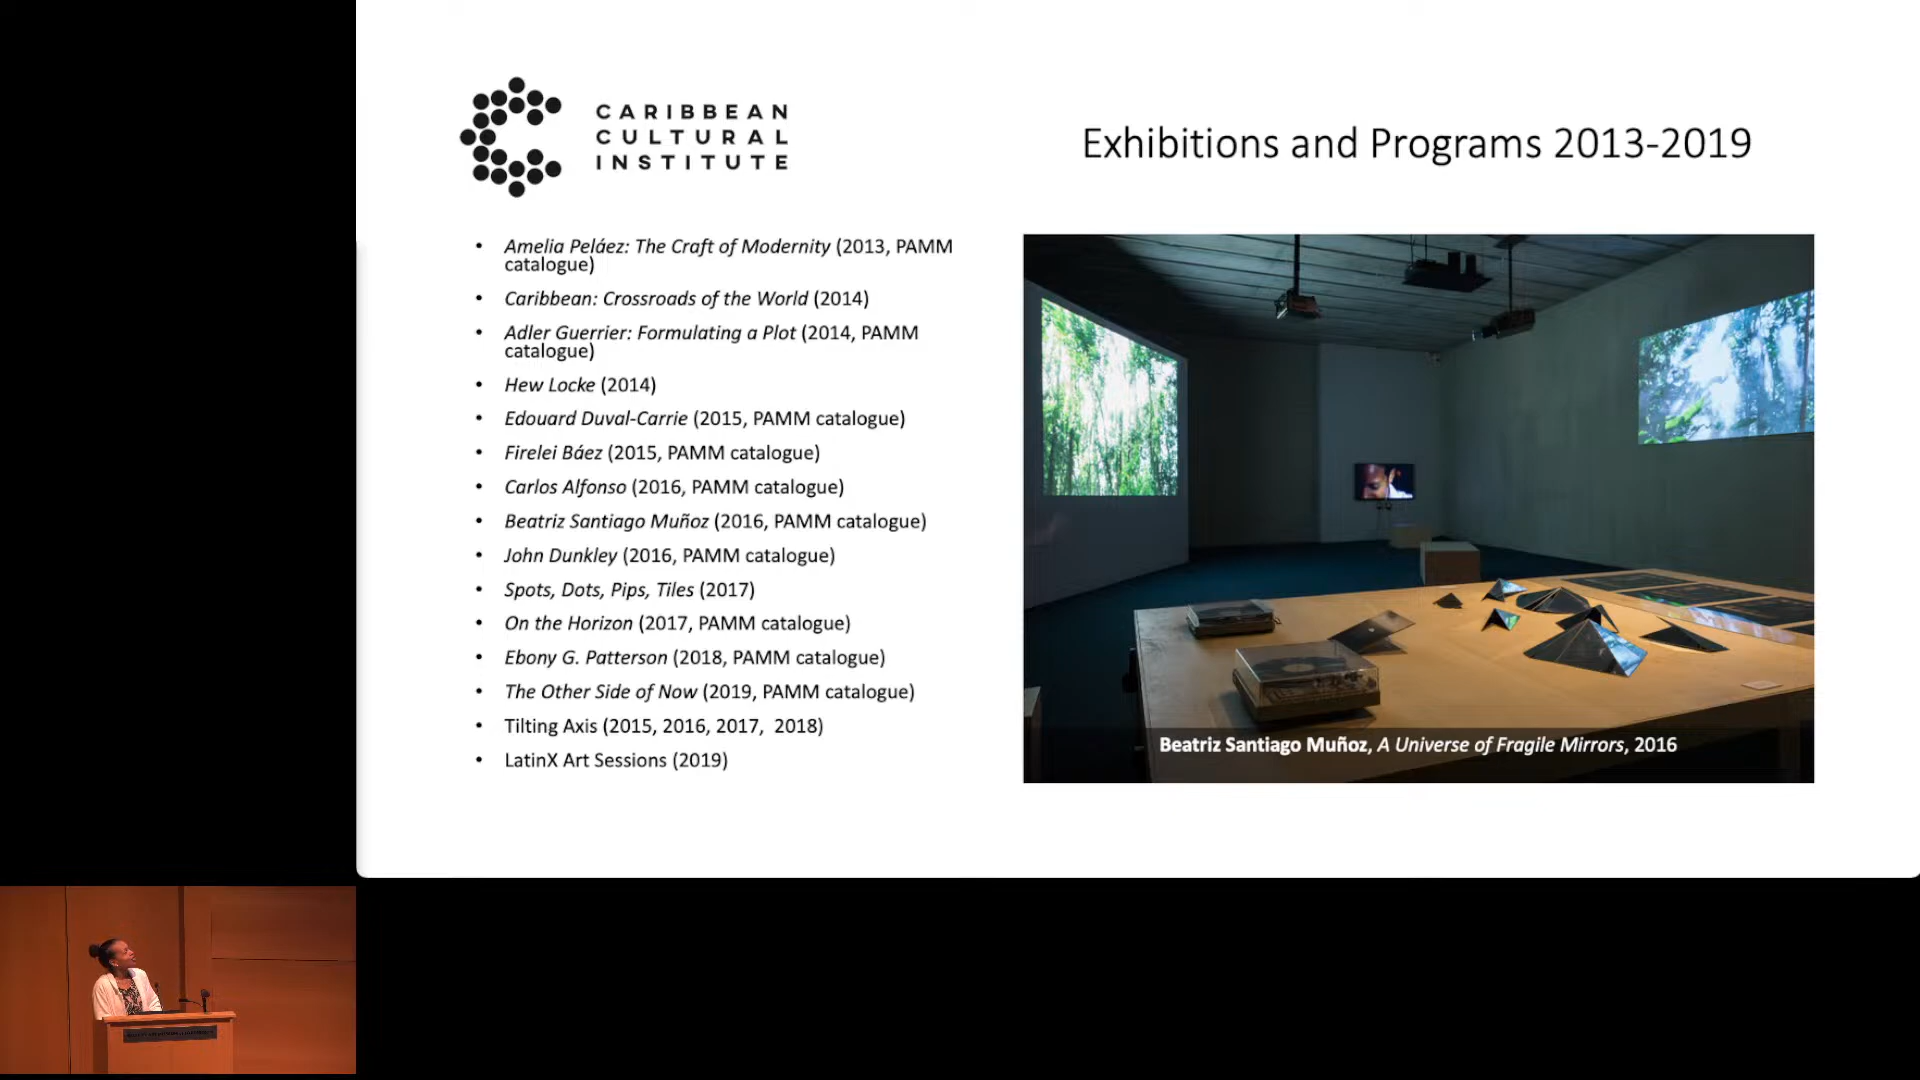 CARIBBEAN
CULTURAL
INSTITUTE
Exhibitions and Programs 2013-2019
• Amelia Peláez: The Craft of Modernity (2013, PAMM
catalogue)
• Caribbean: Crossroads of the World (2014)
• Adler Guerrier: Formulating a Plot (2014, PAMM
catalogue)
• Hew Locke (2014)
• Edouard Duval-Carrie (2015, PAMM catalogue)
• Firelei Báez (2015, PAMM catalogue)
• Carlos Alfonso (2016, PAMM catalogue)
• Beatriz Santiago Muñoz (2016, PAMM catalogue)
• John Dunkley (2016, PAMM catalogue)
• Spots, Dots, Pips, Tiles (2017)
• On the Horizon (2017, PAMM catalogue)
• Ebony G. Patterson (2018, PAMM catalogue)
• The Other Side of Now (2019, PAMM catalogue)
• Tilting Axis (2015, 2016, 2017, 2018)
• LatinX Art Sessions (2019)
Beatriz Santiago Muñoz, A Universe of Fragile Mirrors, 2016